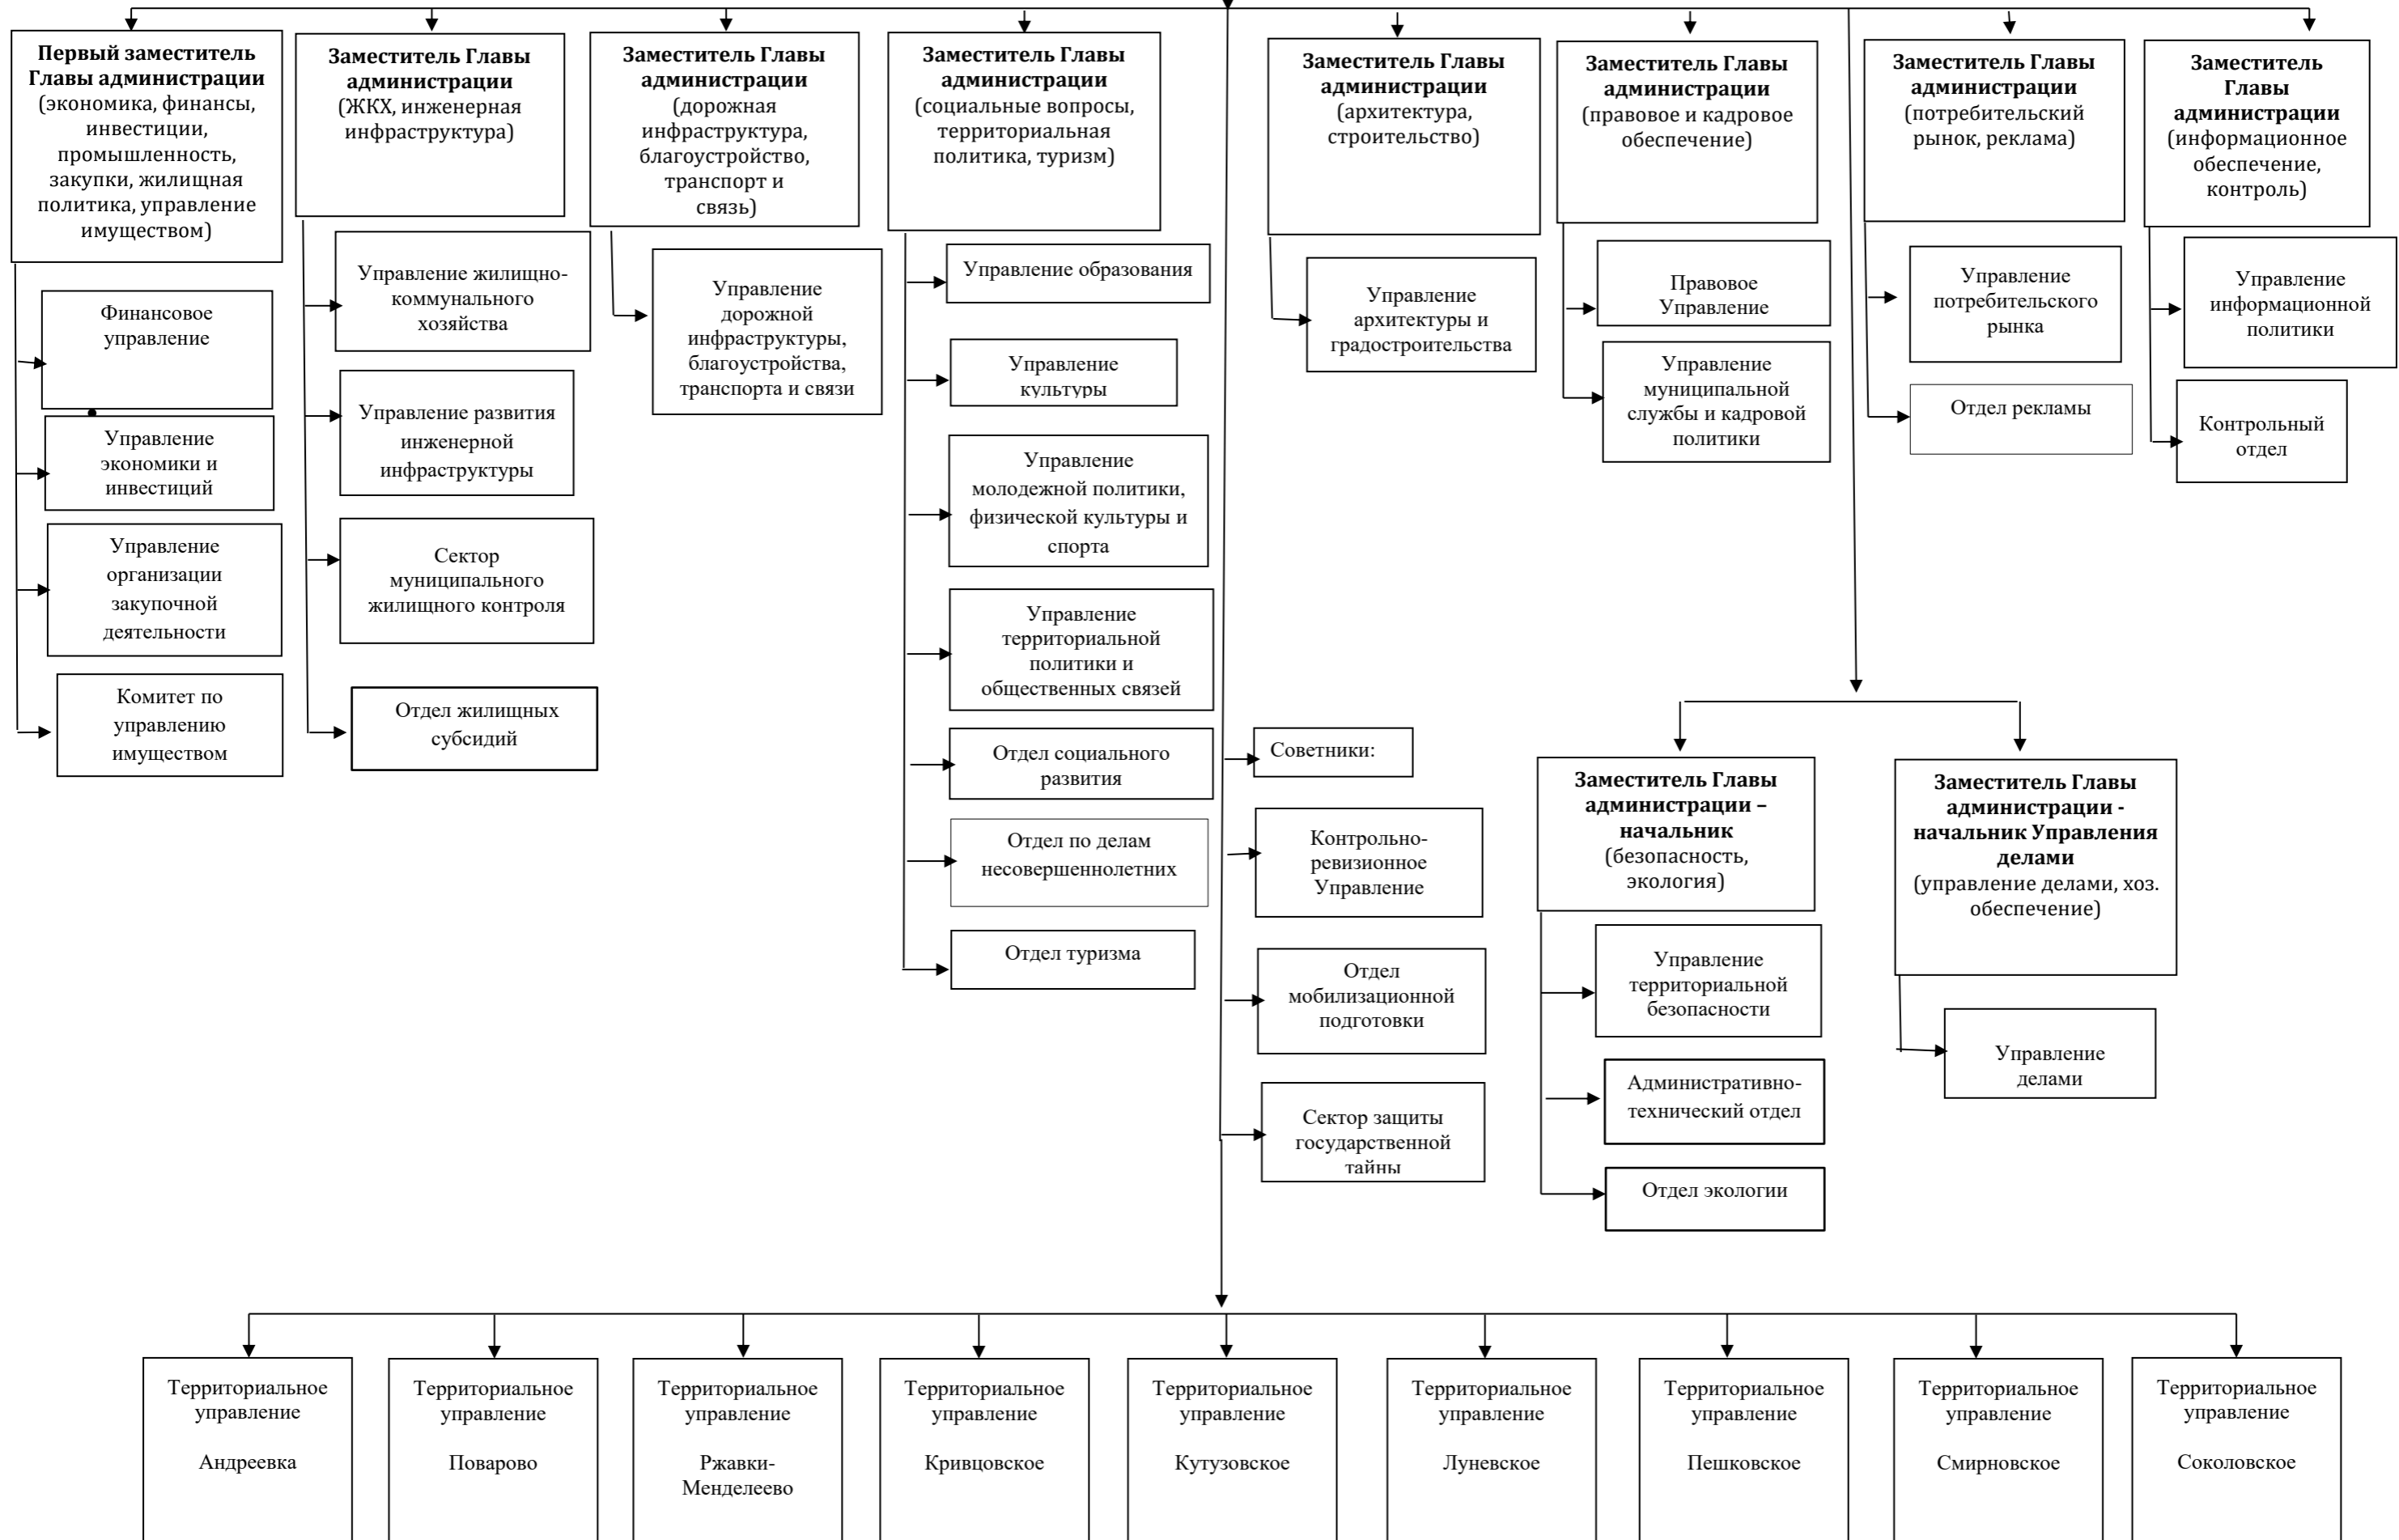 Первый заместитель
Главы администрации
(экономика, финансы,
инвестиции,
промышленность,
закупки, жилищная
политика, управление
имуществом)
Финансовое
управление
Управление
экономики и
инвестиций
Управление
организации
закупочной
деятельности
Комитет по
управлению
имуществом
Заместитель Главы
администрации
(ЖКХ, инженерная
инфраструктура)
Управление жилищно-
коммунального
хозяйства
Управление развития
инженерной
инфраструктуры
Сектор
муниципального
жилищного контроля
Отдел жилищных
субсидий
Заместитель Главы
администрации
(дорожная
инфраструктура,
благоустройство,
транспорт и
связь)
Управление
дорожной
инфраструктуры,
благоустройства,
транспорта и связи
Заместитель Главы
администрации
(социальные вопросы,
территориальная
политика, туризм)
Управление образования
Управление
культуры
Управление
молодежной политики,
физической культуры и
спорта
Управление
территориальной
политики и
общественных связей
Отдел социального
развития
Отдел по делам
несовершеннолетних
Отдел туризма
Советники:
Контрольно-
ревизионное
Управление
Отдел
мобилизационной
подготовки
Сектор защиты
государственной
тайны
Заместитель Главы
администрации
(архитектура,
строительство)
Управление
архитектуры и
градостроительства
Заместитель Главы
администрации
(правовое и кадровое
обеспечение)
Правовое
Управление
Управление
муниципальной
службы и кадровой
политики
Заместитель Главы
администрации
(потребительский
рынок, реклама)
Управление
потребительского
рынка
Отдел рекламы
Заместитель
Главы
администрации
(информационное
обеспечение,
контроль)
Управление
информационной
политики
Контрольный
отдел
Заместитель Главы
администрации –
начальник
(безопасность,
экология)
Управление
территориальной
безопасности
Административно-
технический отдел
Отдел экологии
Заместитель Главы
администрации -
начальник Управления
делами
(управление делами, хоз.
обеспечение)
Управление
делами
Территориальное
управление
Андреевка
Территориальное
управление
Поварово
Территориальное
управление
Ржавки-
Менделеево
Территориальное
управление
Кривцовское
Территориальное
управление
Кутузовское
Территориальное
управление
Луневское
Территориальное
управление
Пешковское
Территориальное
управление
Смирновское
Территориальное
управление
Соколовское